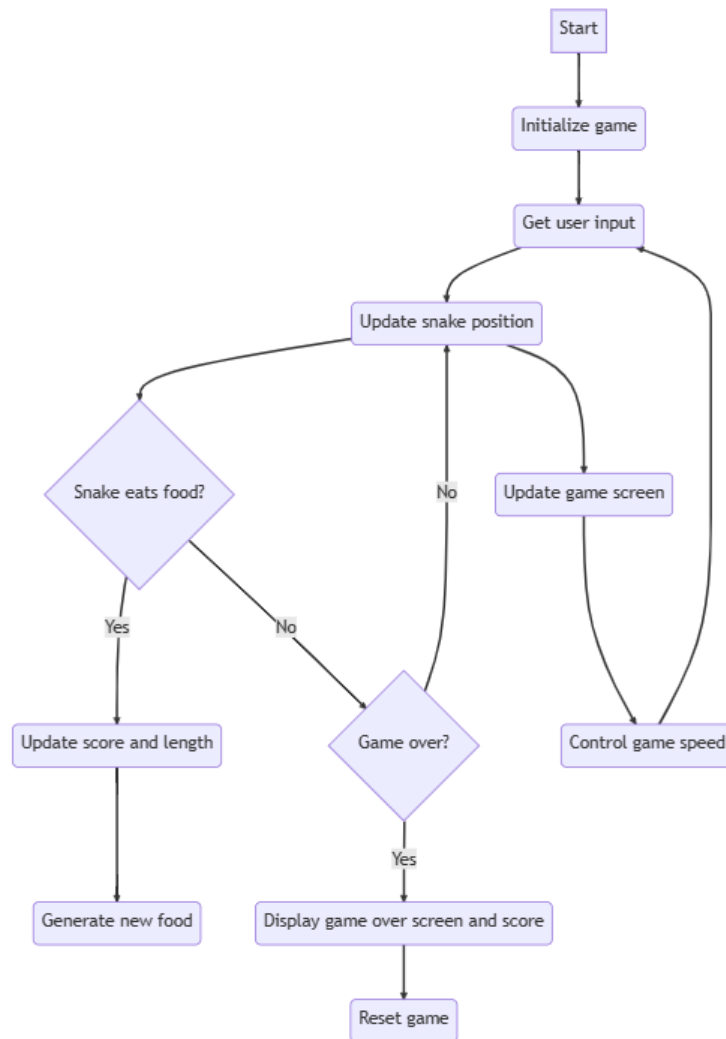 Start
Initialize game
Get user input
Update snake position
Snake eats food?
No
Update game screen
Yes
No
Update score and length
Game over?
Control game speed
Yes
Generate new food
Display game over screen and score
Reset game